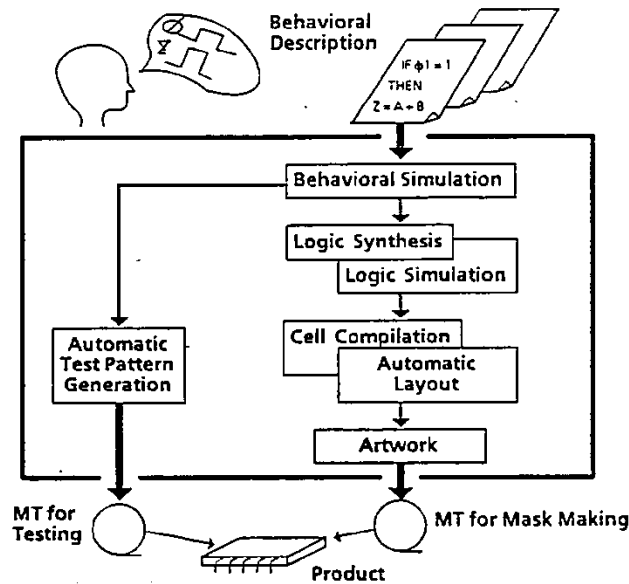 Behavioral
Description
Φ
Σ
IF ϕ1 = 1
THEN
Z = A + B
Behavioral Simulation
Logic Synthesis
Logic Simulation
Cell Compilation
Automatic
Layout
Automatic
Test Pattern
Generation
Artwork
MT for
Testing
MT for Mask Making
Product